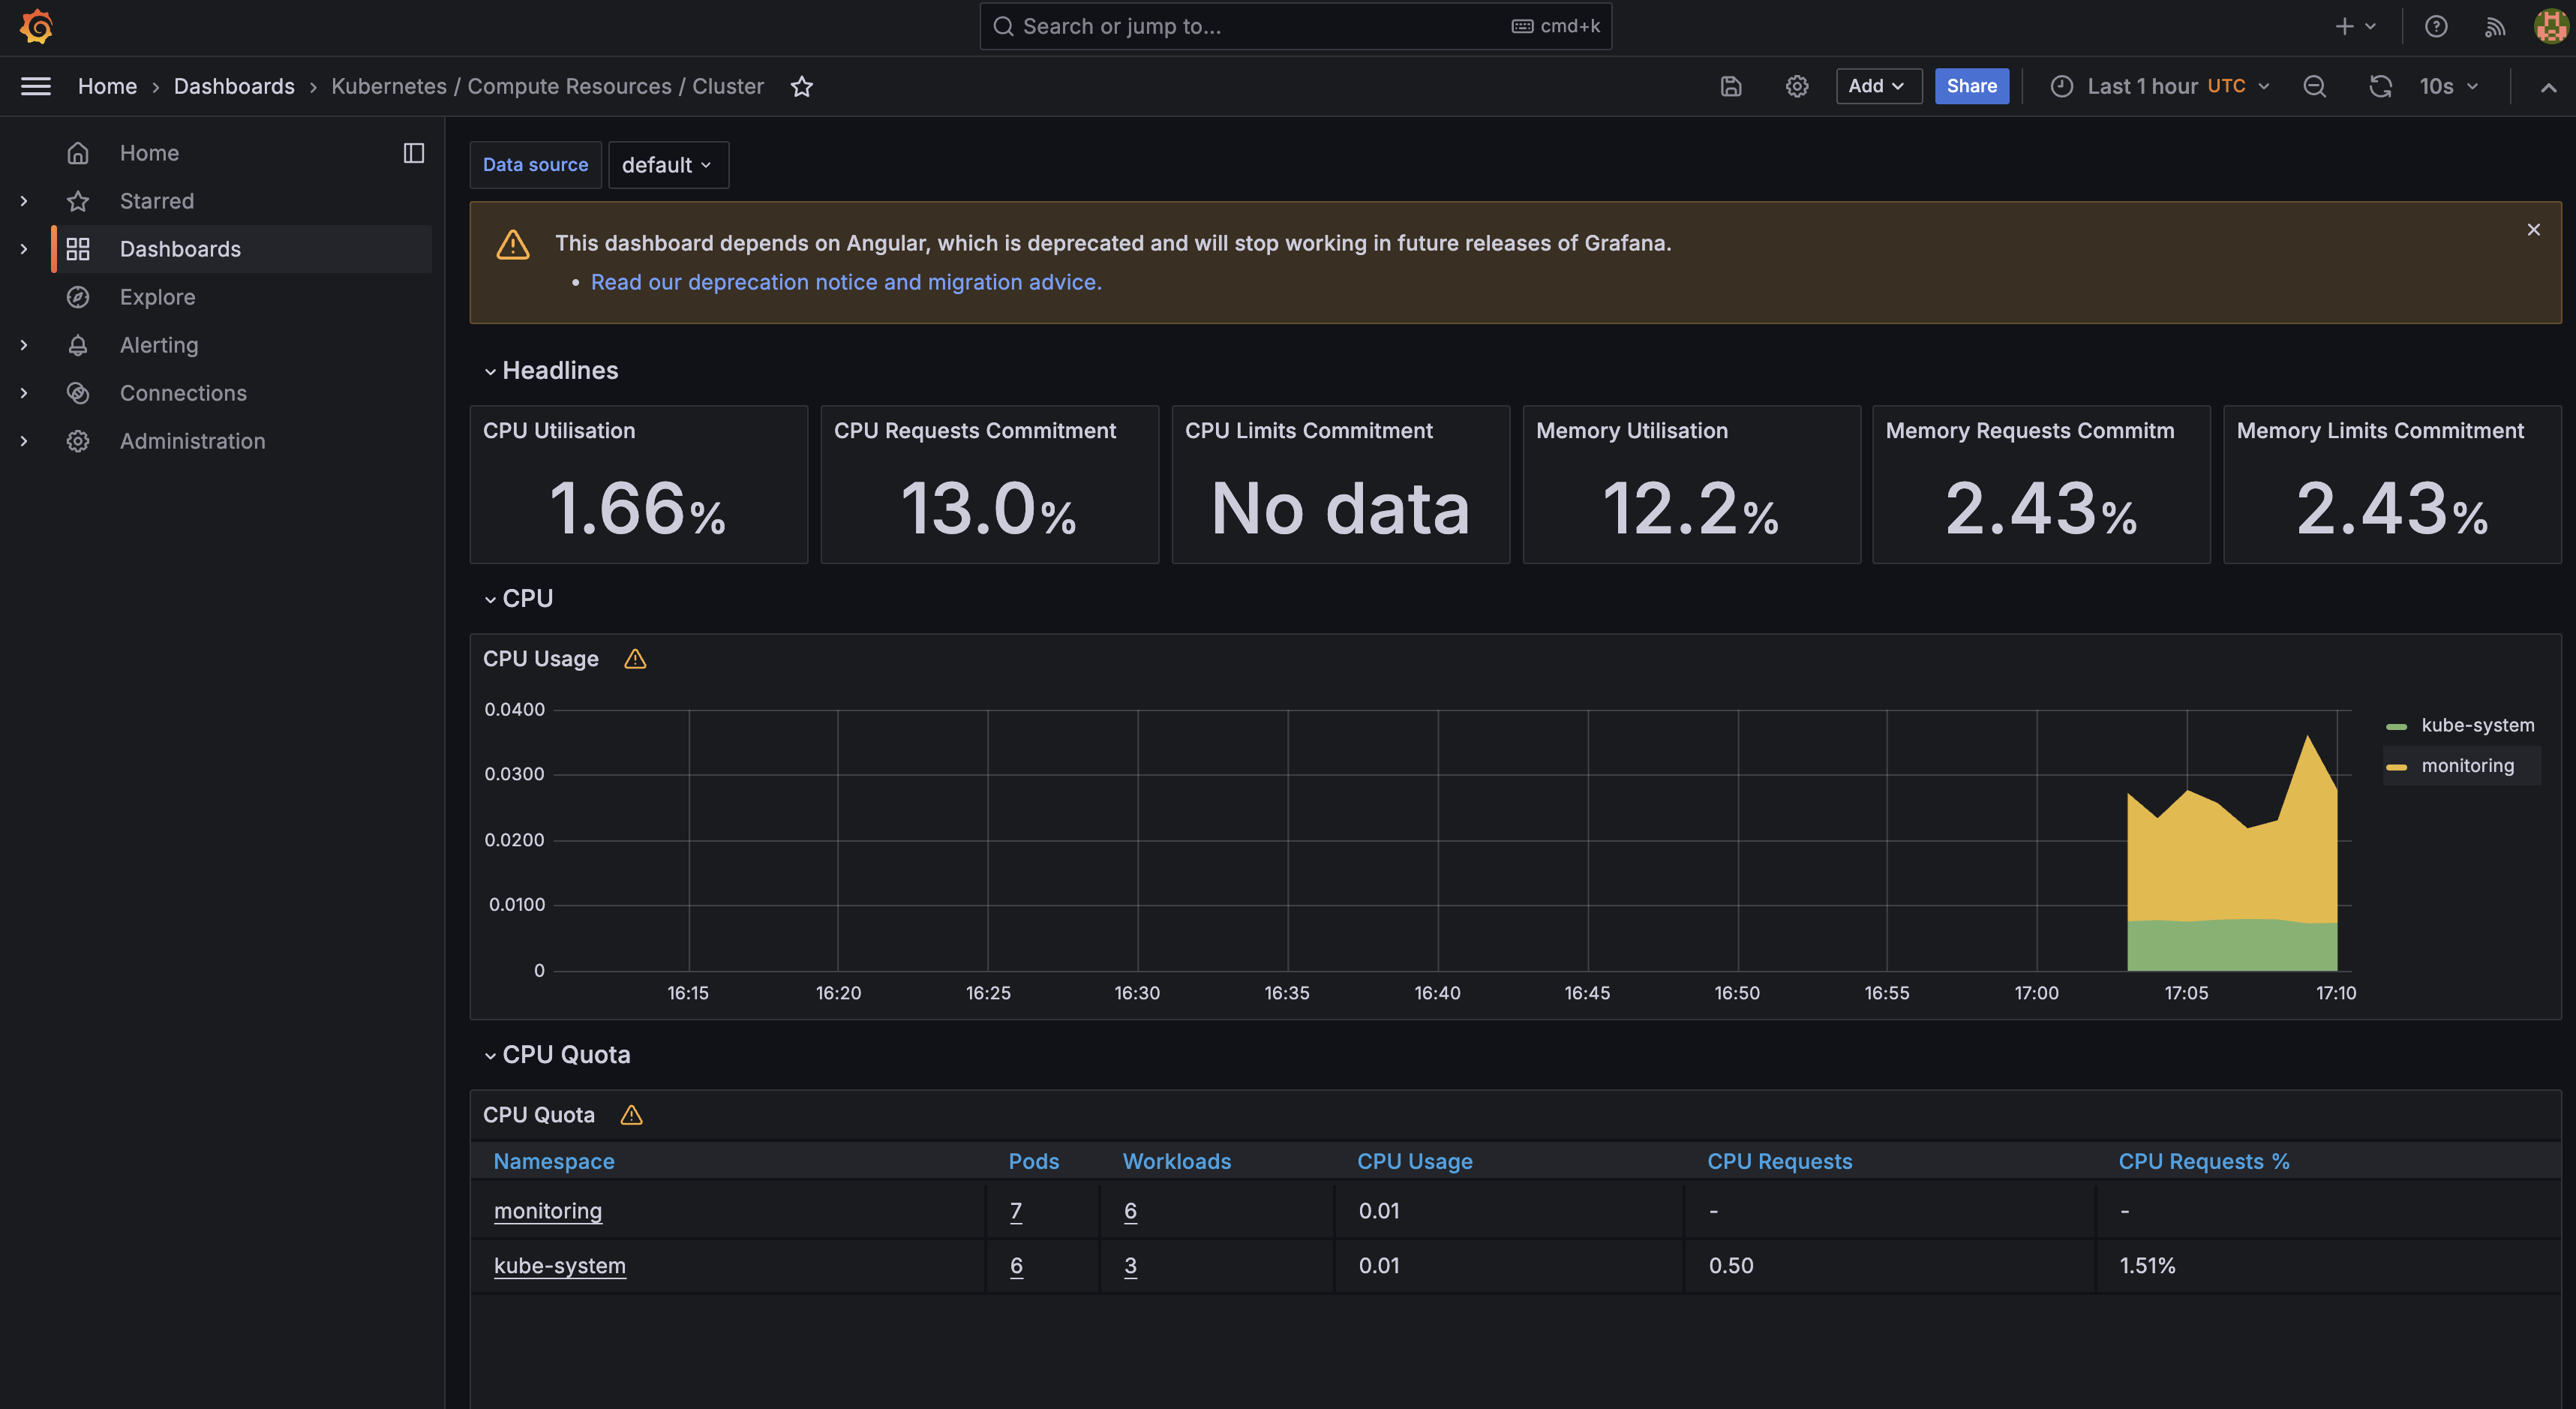 Search or jump to... cmd+k
Home › Dashboards › Kubernetes / Compute Resources / Cluster
Add Share Last 1 hour UTC 10s
Home
Starred
Dashboards
Explore
Alerting
Connections
Administration
Data source default
This dashboard depends on Angular, which is deprecated and will stop working in future releases of Grafana.
• Read our deprecation notice and migration advice.
Headlines
CPU Utilisation
1.66%
CPU Requests Commitment
13.0%
CPU Limits Commitment
No data
Memory Utilisation
12.2%
Memory Requests Commitm
2.43%
Memory Limits Commitment
2.43%
CPU
CPU Usage
0.0400
0.0300
0.0200
0.0100
0
16:15 16:20 16:25 16:30 16:35 16:40 16:45 16:50 16:55 17:00 17:05 17:10
kube-system
monitoring
CPU Quota
CPU Quota
Namespace Pods Workloads CPU Usage CPU Requests CPU Requests %
monitoring 7 6 0.01 - -
kube-system 6 3 0.01 0.50 1.51%